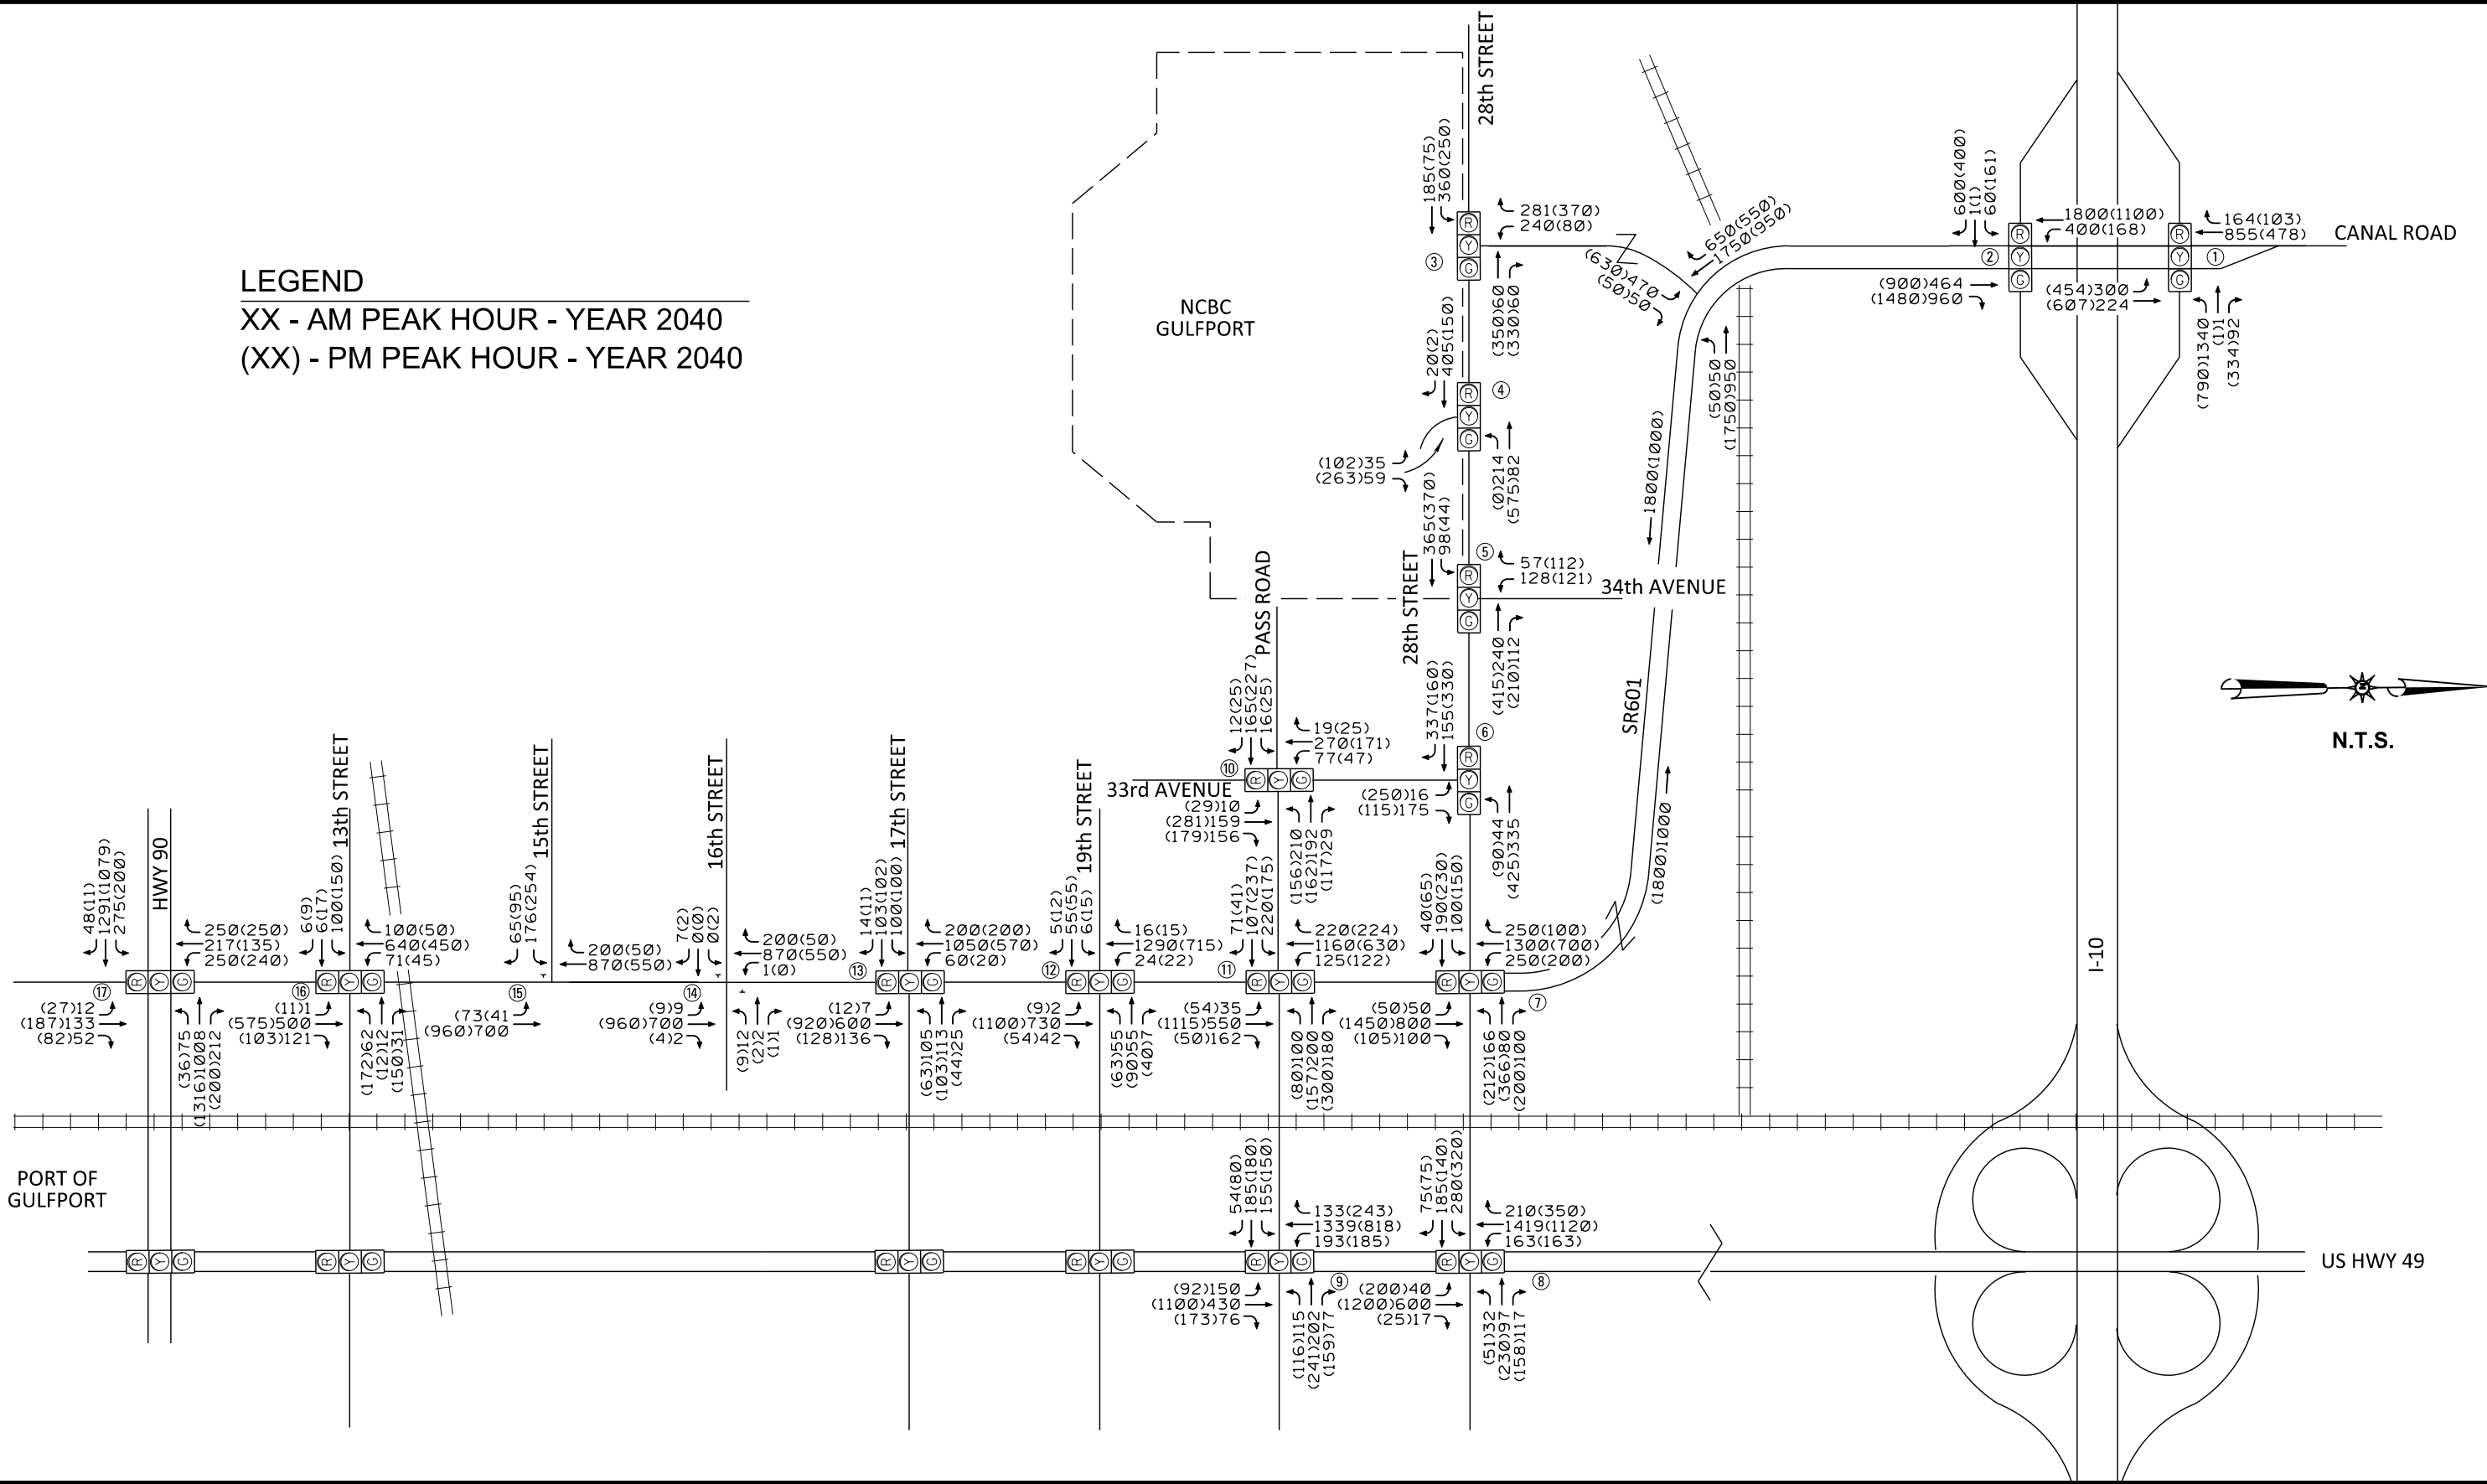 28th STREET
LEGEND
XX - AM PEAK HOUR - YEAR 2040
(XX) - PM PEAK HOUR - YEAR 2040
NCBC
GULFPORT
185(75)
360(250)
R
Y
G
3
281(370)
240(80)
(350)60
(330)60
650(550)
1750(950)
(630)470
(50)50
600(400)
1(1)
60(161)
1800(1100)
400(168)
R
Y
G
2
(900)464
(1480)960
(454)300
(607)224
R
Y
G
1
164(103)
855(478)
CANAL ROAD
(790)1340
(1)1
(334)92
20(2)
405(150)
R
Y
G
4
(102)35
(263)59
(0)214
(575)82
(50)50
(1750)950
1800(1000)
365(370)
98(44)
28th STREET
R
Y
G
5
57(112)
128(121)
34th AVENUE
(415)240
(210)112
PASS ROAD
12(25)
165(227)
16(25)
19(25)
270(171)
77(47)
10
R
Y
G
33rd AVENUE
(29)10
(281)159
(179)156
(156)210
(162)192
(117)29
337(160)
155(330)
6
R
Y
G
(250)16
(115)175
(90)44
(425)335
SR601
(1800)1000
N.T.S.
I-10
HWY 90
48(11)
1291(1079)
275(200)
250(250)
217(135)
250(240)
17
R
Y
G
(27)12
(187)133
(82)52
(36)75
(1316)1008
(200)212
13th STREET
6(9)
6(17)
100(150)
100(50)
640(450)
71(45)
16
R
Y
G
(11)1
(575)500
(103)121
(172)62
(12)12
(150)31
15th STREET
65(95)
176(254)
200(50)
870(550)
15
(73)41
(960)700
16th STREET
7(2)
0(0)
0(2)
200(50)
870(550)
1(0)
14
(9)9
(960)700
(4)2
(9)12
(2)2
(1)1
17th STREET
14(11)
103(102)
100(100)
200(200)
1050(570)
60(20)
13
R
Y
G
(12)7
(920)600
(128)136
(63)105
(103)113
(44)25
19th STREET
5(12)
55(55)
6(15)
16(15)
1290(715)
24(22)
12
R
Y
G
(9)2
(1100)730
(54)42
(63)55
(90)55
(40)7
71(41)
107(237)
220(175)
220(224)
1160(630)
125(122)
11
R
Y
G
(54)35
(1115)550
(50)162
(80)100
(157)200
(300)180
40(65)
190(230)
100(150)
250(100)
1300(700)
250(200)
R
Y
G
7
(50)50
(1450)800
(105)100
(212)166
(366)80
(200)100
PORT OF
GULFPORT
R
Y
G
R
Y
G
R
Y
G
R
Y
G
54(80)
185(180)
155(150)
133(243)
1339(818)
193(185)
R
Y
G
9
(92)150
(1100)430
(173)76
(116)115
(241)202
(159)77
75(75)
185(140)
280(320)
210(350)
1419(1120)
163(163)
R
Y
G
8
(200)40
(1200)600
(25)17
(51)32
(230)97
(158)117
US HWY 49